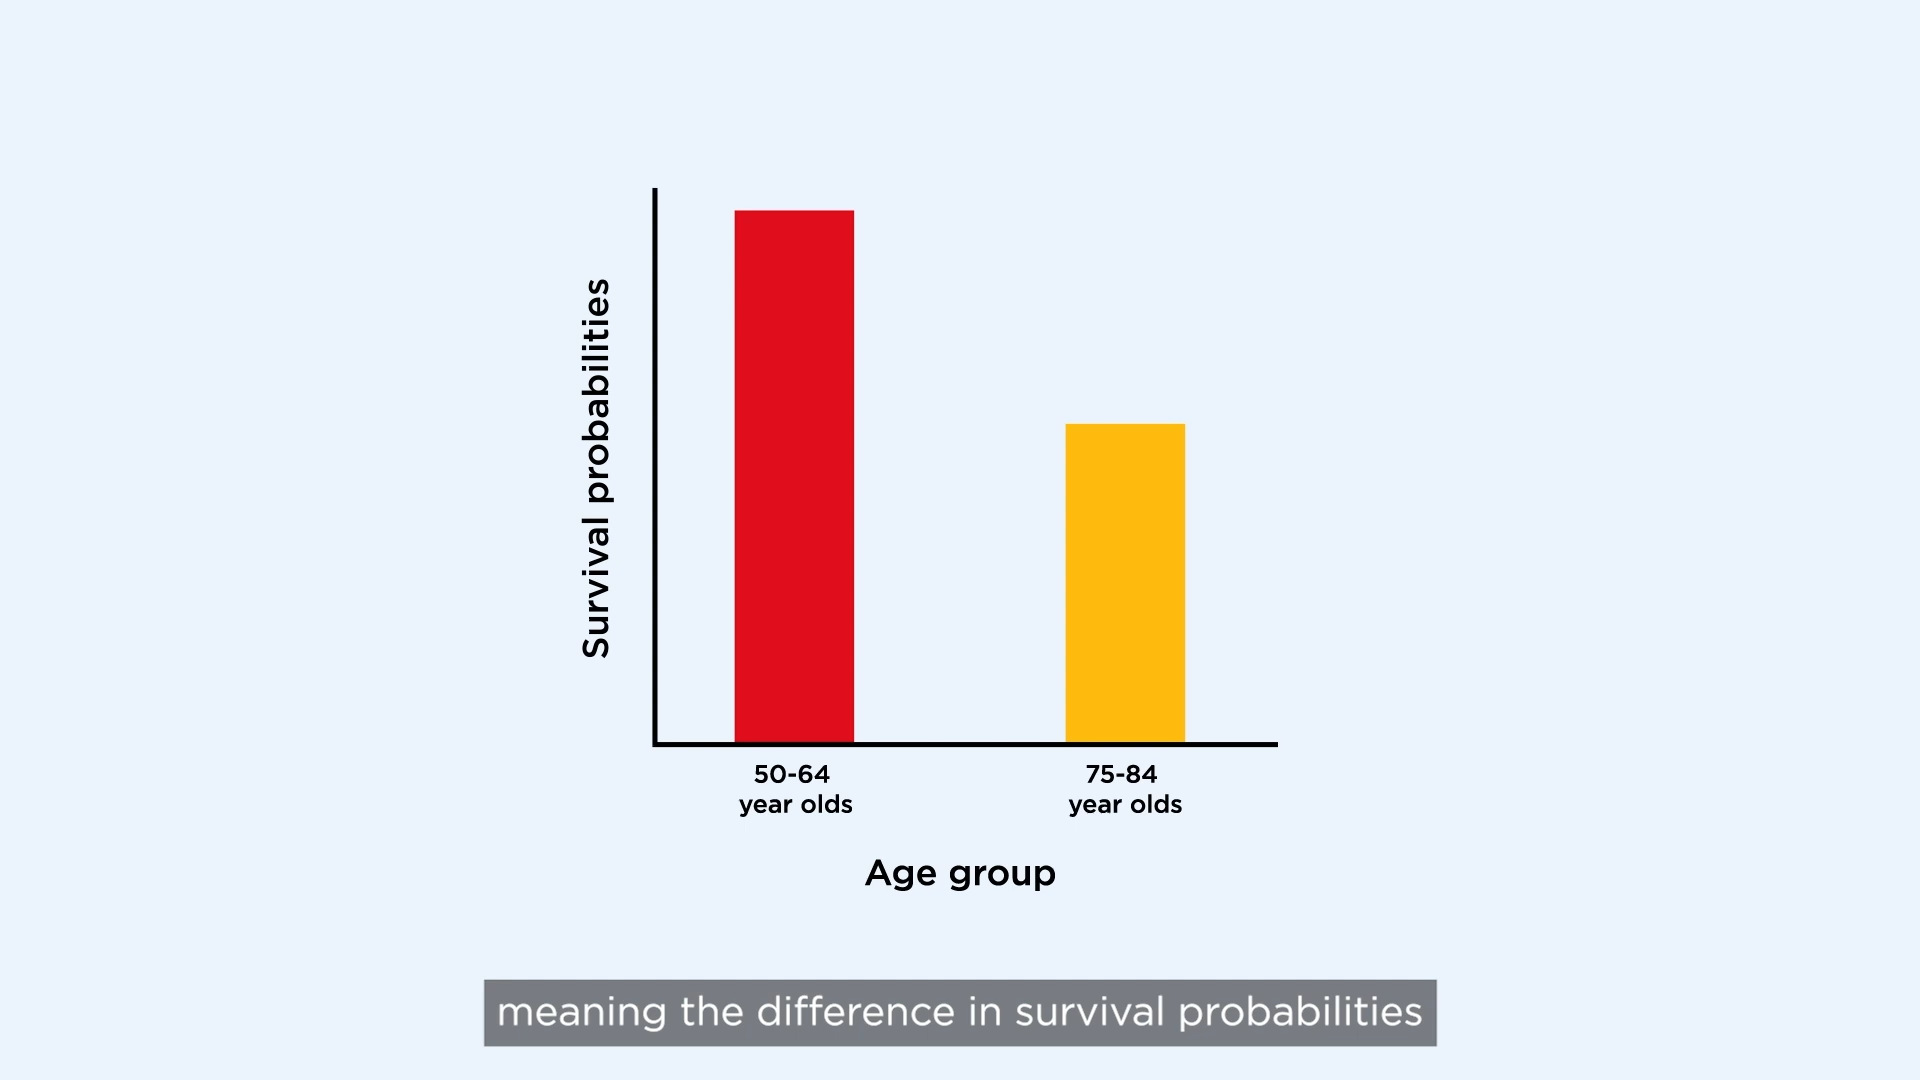 Survival probabilities
50-64
year olds
75-84
year olds
Age group
meaning the difference in survival probabilities